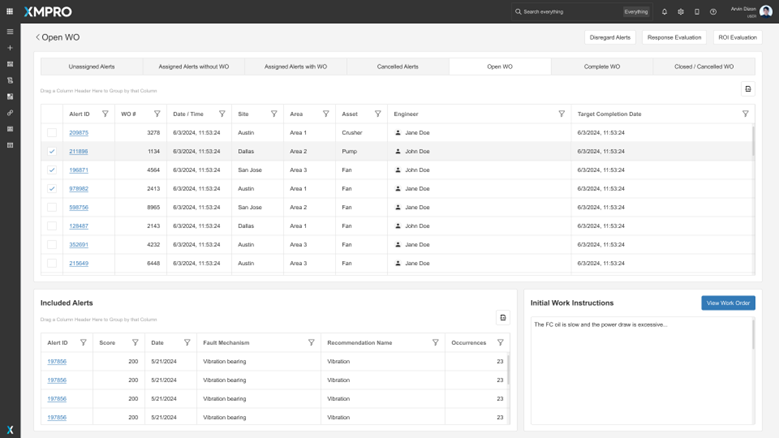 XMPRO
Search everything
Everything
Arvin Dixon
USER
Open WO
Disregard Alerts
Response Evaluation
ROI Evaluation
Unassigned Alerts
Assigned Alerts without WO
Assigned Alerts with WO
Cancelled Alerts
Open WO
Complete WO
Closed / Cancelled WO
Drag a Column Header Here to Group by that Column
Alert ID WO # Date / Time Site Area Asset Engineer Target Completion Date
209875 3278 6/3/2024, 11:53:24 Austin Area 1 Crusher Jane Doe 6/3/2024, 11:53:24
211898 1134 6/3/2024, 11:53:24 Dallas Area 2 Pump John Doe 6/3/2024, 11:53:24
196871 4564 6/3/2024, 11:53:24 San Jose Area 3 Fan John Doe 6/3/2024, 11:53:24
978982 2413 6/3/2024, 11:53:24 Austin Area 1 Fan Jane Doe 6/3/2024, 11:53:24
598756 8965 6/3/2024, 11:53:24 San Jose Area 2 Fan Jane Doe 6/3/2024, 11:53:24
128487 2143 6/3/2024, 11:53:24 Dallas Area 1 Fan John Doe 6/3/2024, 11:53:24
352691 4232 6/3/2024, 11:53:24 Austin Area 3 Fan Jane Doe 6/3/2024, 11:53:24
215649 6448 6/3/2024, 11:53:24 Austin Area 3 Fan Jane Doe 6/3/2024, 11:53:24
Included Alerts
Drag a Column Header Here to Group by that Column
Alert ID Score Date Fault Mechanism Recommendation Name Occurrences
197856 200 5/21/2024 Vibration bearing Vibration 23
197856 200 5/21/2024 Vibration bearing Vibration 23
197856 200 5/21/2024 Vibration bearing Vibration 23
197856 200 5/21/2024 Vibration bearing Vibration 23
Initial Work Instructions
View Work Order
The FC oil is slow and the power draw is excessive...